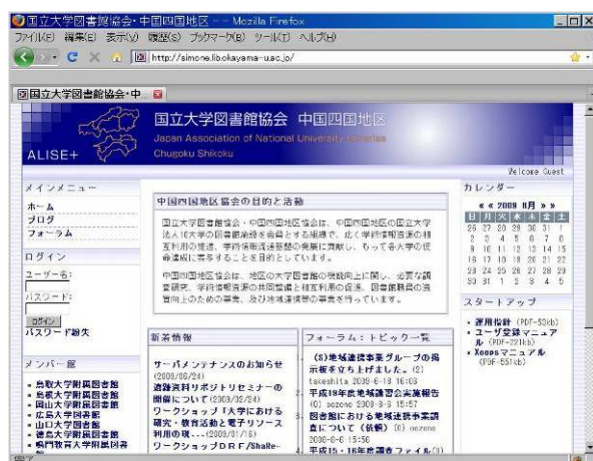 国立大学図書館協会・中国四国地区 -- Mozilla Firefox
ファイル(F) 編集(E) 表示(V) 履歴(S) ブックマーク(B) ツール(T) ヘルプ(H)
http://simone.lib.okayama-u.ac.jp/
国立大学図書館協会・中...
国立大学図書館協会 中国四国地区
Japan Association of National University Libraries
Chugoku Shikoku
ALISE+
Welcome Guest
メインメニュー
ホーム
ブログ
フォーラム
ログイン
ユーザー名:
パスワード:
ログイン
パスワード紛失
メンバー館
鳥取大学附属図書館
島根大学附属図書館
岡山大学附属図書館
広島大学図書館
山口大学図書館
徳島大学附属図書館
鳴門教育大学附属図書
中国四国地区協会の目的と活動
国立大学図書館協会・中国四国地区協会は、中国四国地区の国立大学
法人10大学の図書館施設を会員とする組織で、広く学術情報資源の相
互利用の推進、学術情報流通基盤の発展に貢献し、もって各大学の使
命達成に寄与することを目的としています。
中国四国地区協会は、地区の大学図書館の機能向上に関し、必要な調
査研究、学術情報資源の共同整備と相互利用の促進、図書館職員の資
質向上のための事業、及び地域連携等の事業を行っています。
新着情報
サーバメンテナンスのお知らせ
(2009/06/24)
遺跡資料リポジトリセミナーの
開催について(2009/02/24)
ワークショップ「大学における
研究・教育活動と電子リソース
利用の現...(2009/01/16)
ワークショップDRF/ShaRe-
フォーラム:トピック一覧
(S)地域連携事業グループの掲
示板を立ち上げました。(2)
takeshita 2009-6-18 16:03
平成19年度地域講習会実施報告
(0) oozono 2008-8-6 15:57
図書館における地域連携事業調
査について(依頼) (0) oozono
2008-8-6 15:56
平成15・16年度調査ファイル(0)
カレンダー
« « 2009 8月 » »
日 月 火 水 木 金 土
26 27 28 29 30 31 1
2 3 4 5 6 7 8
9 10 11 12 13 14 15
16 17 18 19 20 21 22
23 24 25 26 27 28 29
30 31 1 2 3 4 5
スタートアップ
運用指針 (PDF-53kb)
ユーザ登録マニュア
ル (PDF-221kb)
Xoopsマニュアル
(PDF-551kb)
完了